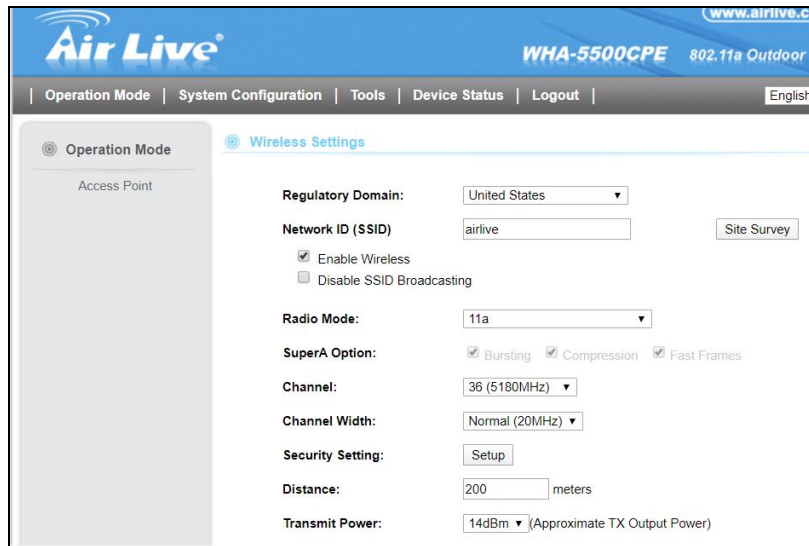 (www.airlive.c
Air Live®
WHA-5500CPE 802.11a Outdoor
| Operation Mode | System Configuration | Tools | Device Status | Logout | English
Operation Mode
Access Point
Wireless Settings
Regulatory Domain: United States
Network ID (SSID) airlive Site Survey
Enable Wireless
Disable SSID Broadcasting
Radio Mode: 11a
SuperA Option: Bursting Compression Fast Frames
Channel: 36 (5180MHz)
Channel Width: Normal (20MHz)
Security Setting: Setup
Distance: 200 meters
Transmit Power: 14dBm (Approximate TX Output Power)